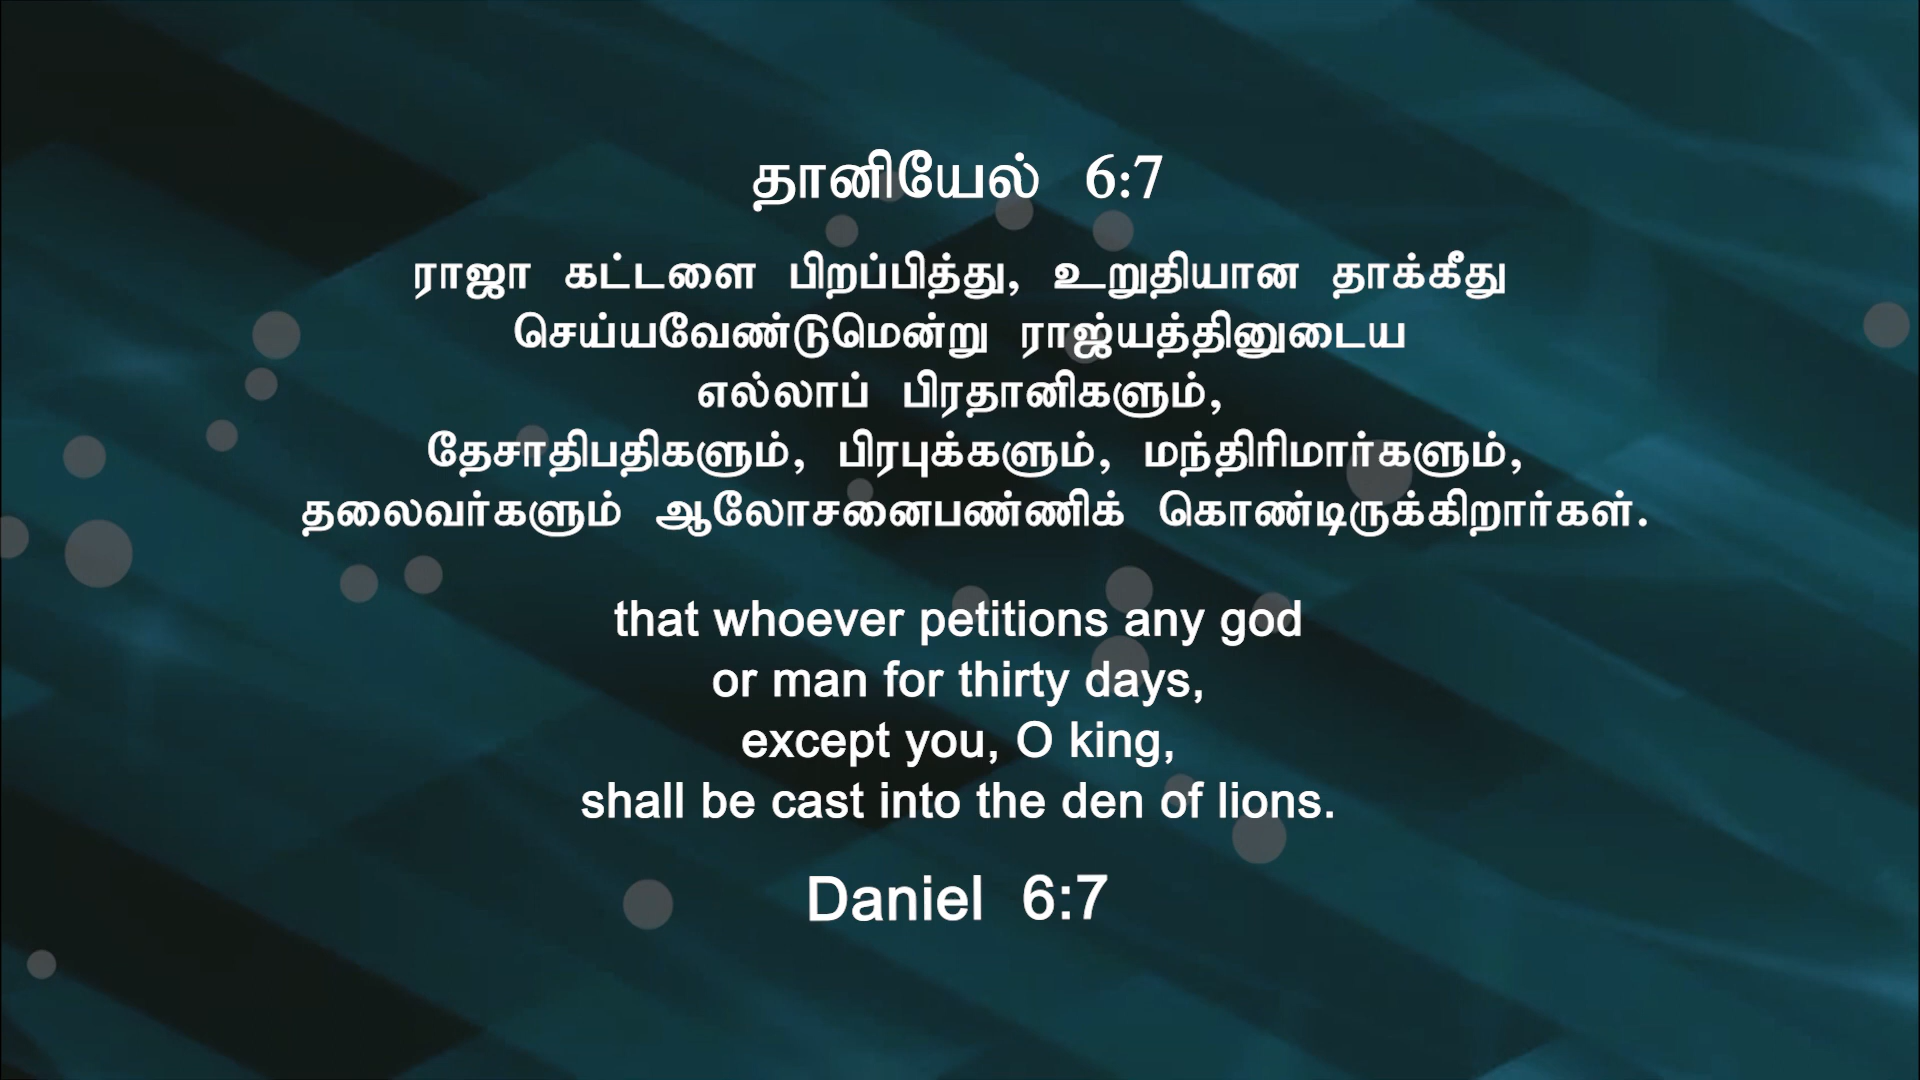 தானியேல் 6:7
ராஜா கட்டளை பிறப்பித்து, உறுதியான தாக்கீது
செய்யவேண்டுமென்று ராஜ்யத்தினுடைய
எல்லாப் பிரதானிகளும்,
தேசாதிபதிகளும், பிரபுக்களும், மந்திரிமார்களும்,
தலைவர்களும் ஆலோசனைபண்ணிக் கொண்டிருக்கிறார்கள்.
that whoever petitions any god
or man for thirty days,
except you, O king,
shall be cast into the den of lions.
Daniel 6:7